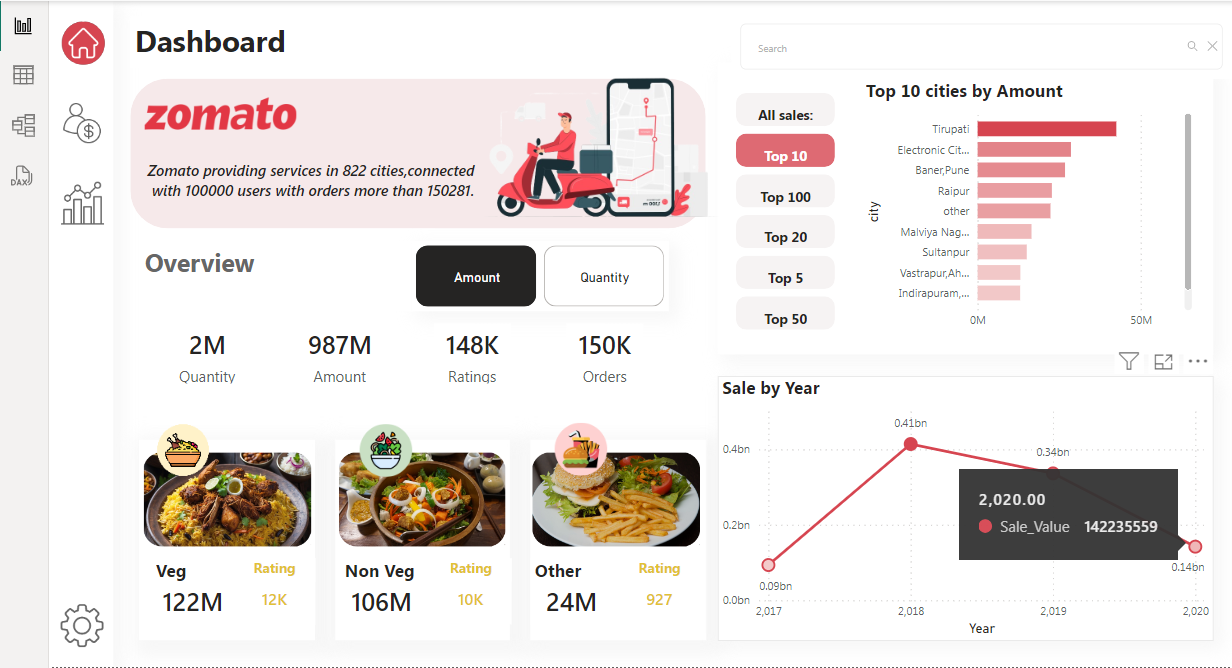 Dashboard
Search
zomato
Zomato providing services in 822 cities,connected
with 100000 users with orders more than 150281.
All sales:
Top 10
Top 100
Top 20
Top 5
Top 50
Top 10 cities by Amount
city
Tirupati
Electronic Cit...
Baner,Pune
Raipur
other
Malviya Nag...
Sultanpur
Vastrapur,Ah...
Indirapuram,...
0M
50M
Overview
Amount
Quantity
2M
Quantity
987M
Amount
148K
Ratings
150K
Orders
Veg
Rating
122M
12K
Non Veg
Rating
106M
10K
Other
Rating
24M
927
Sale by Year
0.4bn
0.2bn
0.0bn
0.09bn
0.41bn
0.34bn
0.14bn
2,020.00
Sale_Value 142235559
2,017
2,018
2,019
2,020
Year
DAX